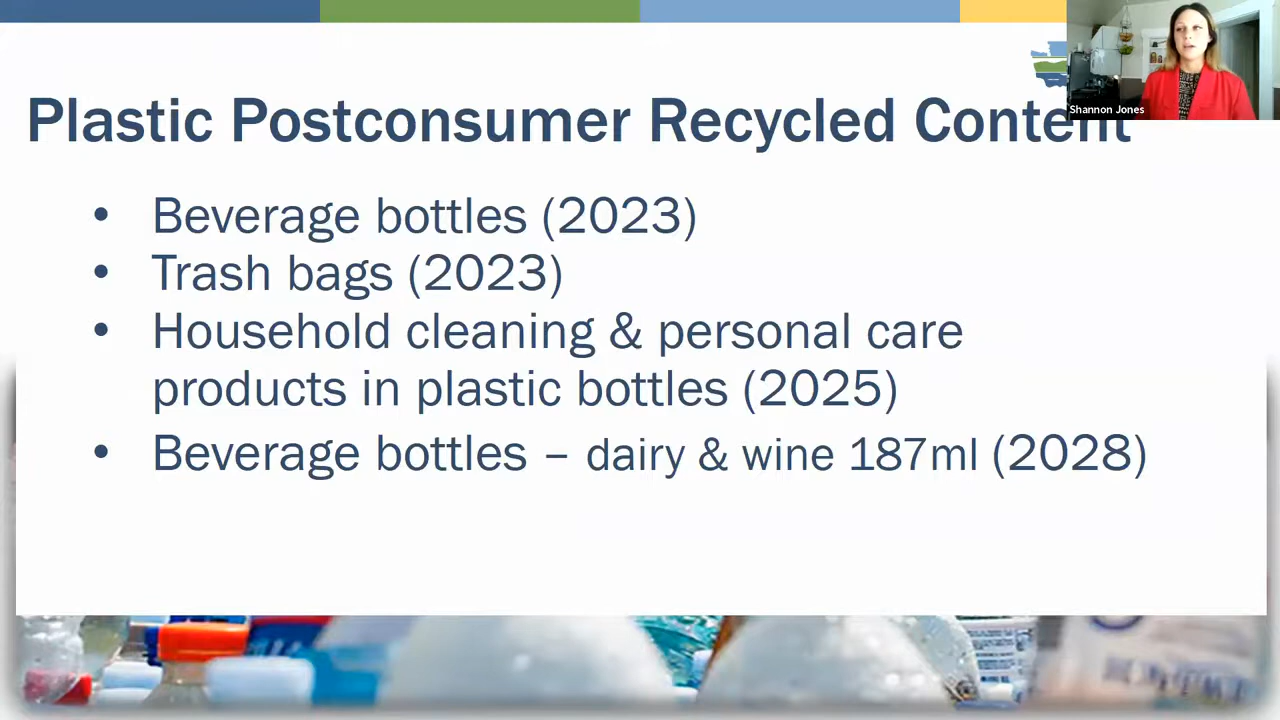 Shannon Jones
Plastic Postconsumer Recycled Content
• Beverage bottles (2023)
• Trash bags (2023)
• Household cleaning & personal care
products in plastic bottles (2025)
• Beverage bottles – dairy & wine 187ml (2028)